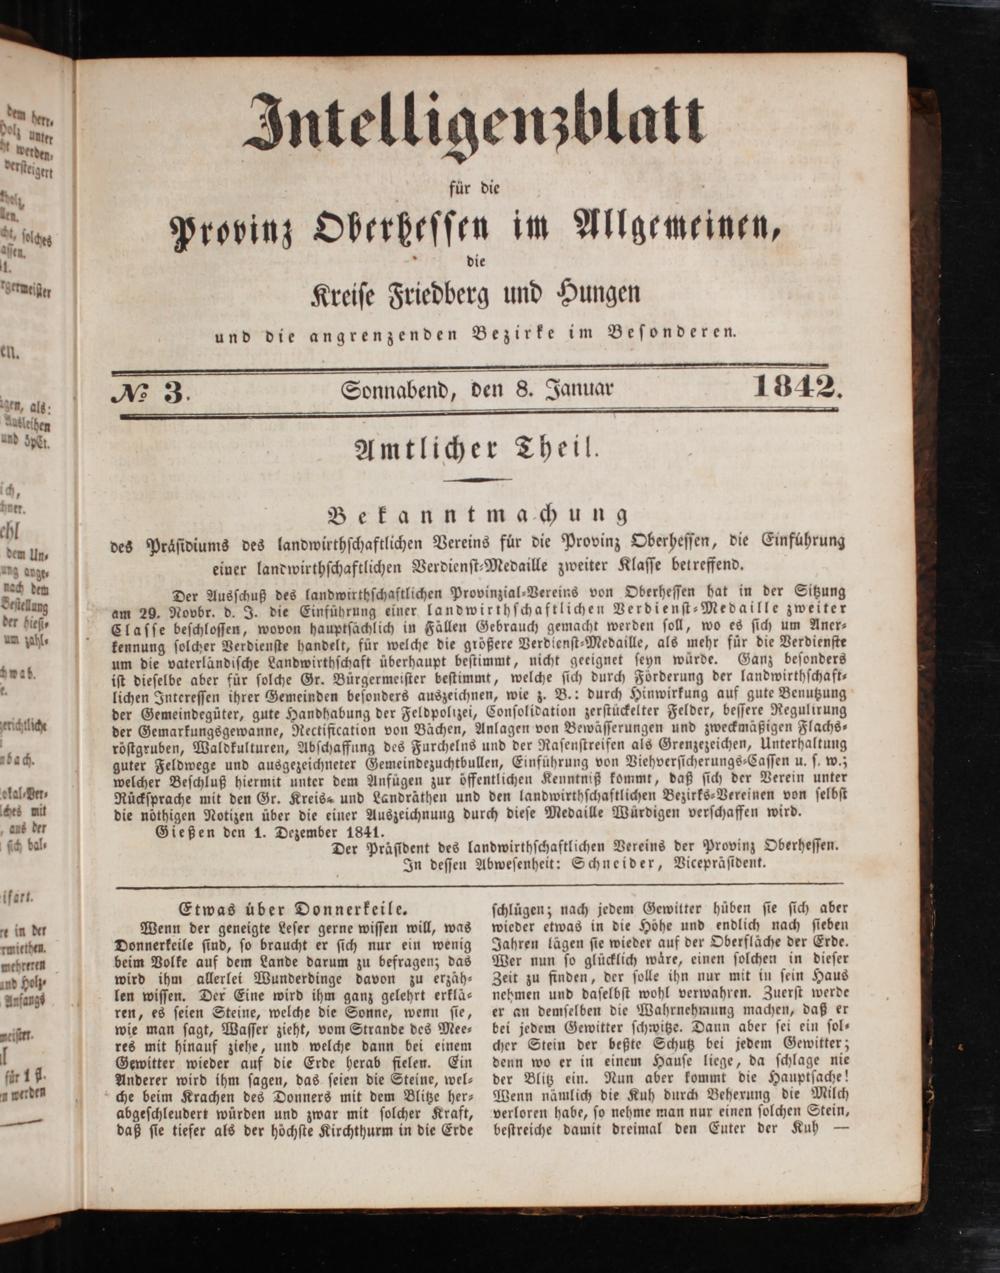 Intelligenzblatt
für die
Provinz Oberhessen im Allgemeinen,
die
Kreise Friedberg und Hungen
und die angrenzenden Bezirke im Besonderen.
No. 3.
Sonnabend, den 8. Januar
1842.
Amtlicher Theil.
Bekanntmachung
des Präsidiums des landwirthschaftlichen Vereins für die Provinz Oberhessen, die Einführung
einer landwirthschaftlichen Verdienst-Medaille zweiter Klasse betreffend.
Der Ausschuß des landwirthschaftlichen Provinzial-Vereins von Oberhessen hat in der Sitzung
am 29. Novbr. d. J. die Einführung einer landwirthschaftlichen Verdienst-Medaille zweiter
Classe beschlossen, wovon hauptsächlich in Fällen Gebrauch gemacht werden soll, wo es sich um Aner-
kennung solcher Verdienste handelt, für welche die größere Verdienst-Medaille, als mehr für die Verdienste
um die vaterländische Landwirthschaft überhaupt bestimmt, nicht geeignet seyn würde. Ganz besonders
ist dieselbe aber für solche Gr. Bürgermeister bestimmt, welche sich durch Förderung der landwirthschaft-
lichen Interessen ihrer Gemeinden besonders auszeichnen, wie z. B.: durch Hinwirkung auf gute Benutzung
der Gemeindegüter, gute Handhabung der Feldpolizei, Consolidation zerstückelter Felder, bessere Regulirung
der Gemarkungsgewanne, Rectification von Bächen, Anlagen von Bewässerungen und zweckmäßigen Flachs-
röstgruben, Waldkulturen, Abschaffung des Furchelns und der Rasenstreifen als Grenzezeichen, Unterhaltung
guter Feldwege und ausgezeichneter Gemeindezuchtbullen, Einführung von Viehversicherungs-Cassen u. s. w.;
welcher Beschluß hiermit unter dem Anfügen zur öffentlichen Kenntniß kommt, daß sich der Verein unter
Rücksprache mit den Gr. Kreis- und Landräthen und den landwirthschaftlichen Bezirks-Vereinen von selbst
die nöthigen Notizen über die einer Auszeichnung durch diese Medaille Würdigen verschaffen wird.
Gießen den 1. Dezember 1841.
Der Präsident des landwirthschaftlichen Vereins der Provinz Oberhessen.
In dessen Abwesenheit: Schneider, Vicepräsident.
Etwas über Donnerkeile.
Wenn der geneigte Leser gerne wissen will, was
Donnerkeile sind, so braucht er sich nur ein wenig
beim Volke auf dem Lande darum zu befragen; das
wird ihm allerlei Wunderdinge davon zu erzäh-
len wissen. Der Eine wird ihm ganz gelehrt erklä-
ren, es seien Steine, welche die Sonne, wenn sie,
wie man sagt, Wasser zieht, vom Strande des Mee-
res mit hinauf ziehe, und welche dann bei einem
Gewitter wieder auf die Erde herab fielen. Ein
Anderer wird ihm sagen, das seien die Steine, wel-
che beim Krachen des Donners mit dem Blitze her-
abgeschleudert würden und zwar mit solcher Kraft,
daß sie tiefer als der höchste Kirchthurm in die Erde
schlügen; nach jedem Gewitter hüben sie sich aber
wieder etwas in die Höhe und endlich nach sieben
Jahren lägen sie wieder auf der Oberfläche der Erde.
Wer nun so glücklich wäre, einen solchen in dieser
Zeit zu finden, der solle ihn nur mit in sein Haus
nehmen und daselbst wohl verwahren. Zuerst werde
er an demselben die Wahrnehmung machen, daß er
bei jedem Gewitter schwitze. Dann aber sei ein sol-
cher Stein der beßte Schutz bei jedem Gewitter;
denn wo er in einem Hause liege, da schlage nie
der Blitz ein. Nun aber kommt die Hauptsache!
Wenn nämlich die Kuh durch Beherung die Milch
verloren habe, so nehme man nur einen solchen Stein,
bestreiche damit dreimal den Euter der Kuh —